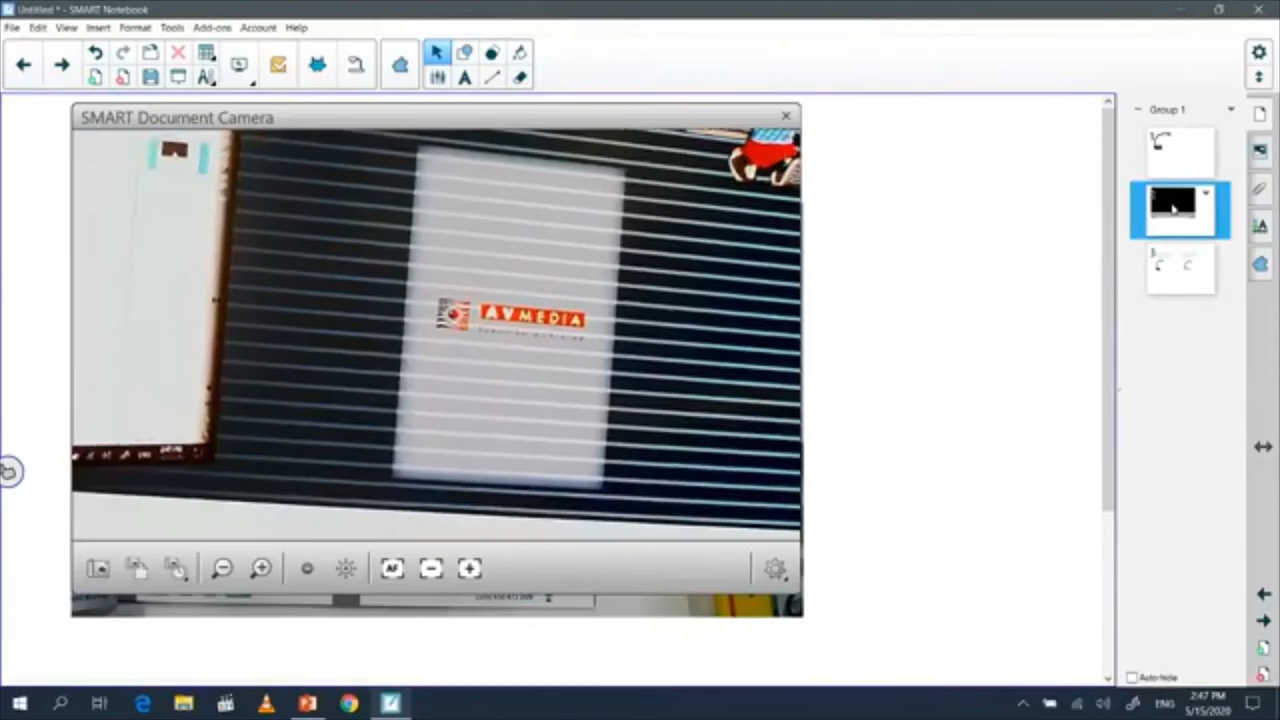 Untitled * - SMART Notebook
File Edit View Insert Format Tools Add-ons Account Help
SMART Document Camera
Group 1
AVMEDIA
Auto-hide
2:47 PM
ENG
5/15/2020